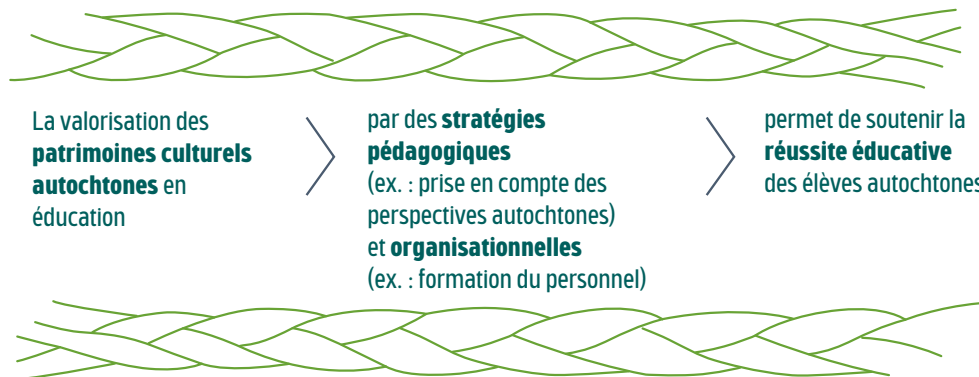 La valorisation des
patrimoines culturels
autochtones en
éducation
par des stratégies
pédagogiques
(ex. : prise en compte des
perspectives autochtones)
et organisationnelles
(ex. : formation du personnel)
permet de soutenir la
réussite éducative
des élèves autochtones